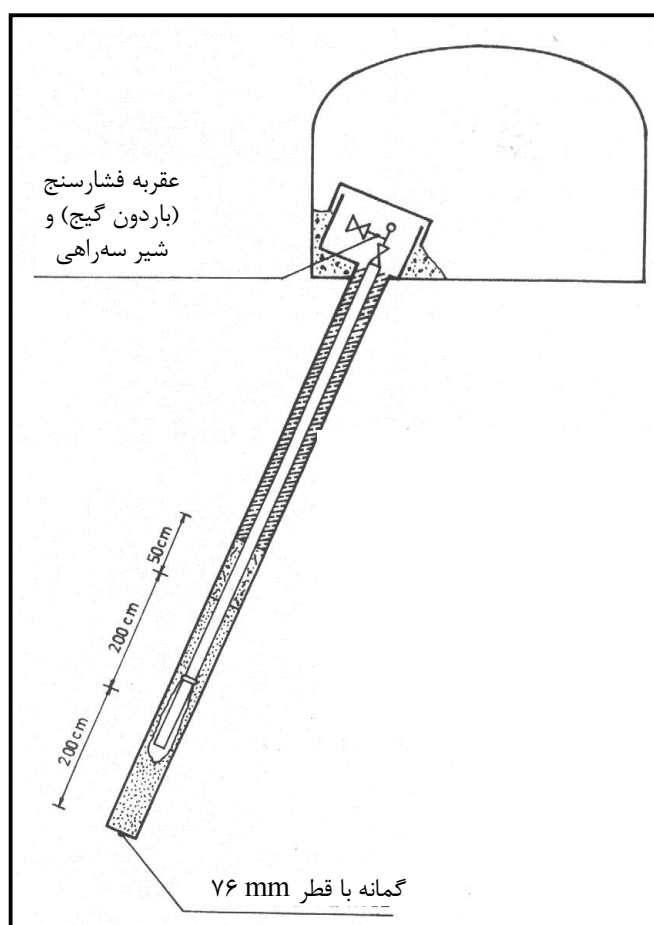 عقربه فشارسنج
(باردون گیج) و
شیر سه‌راهی
50cm
200cm
200cm
گمانه با قطر ۷۶ mm